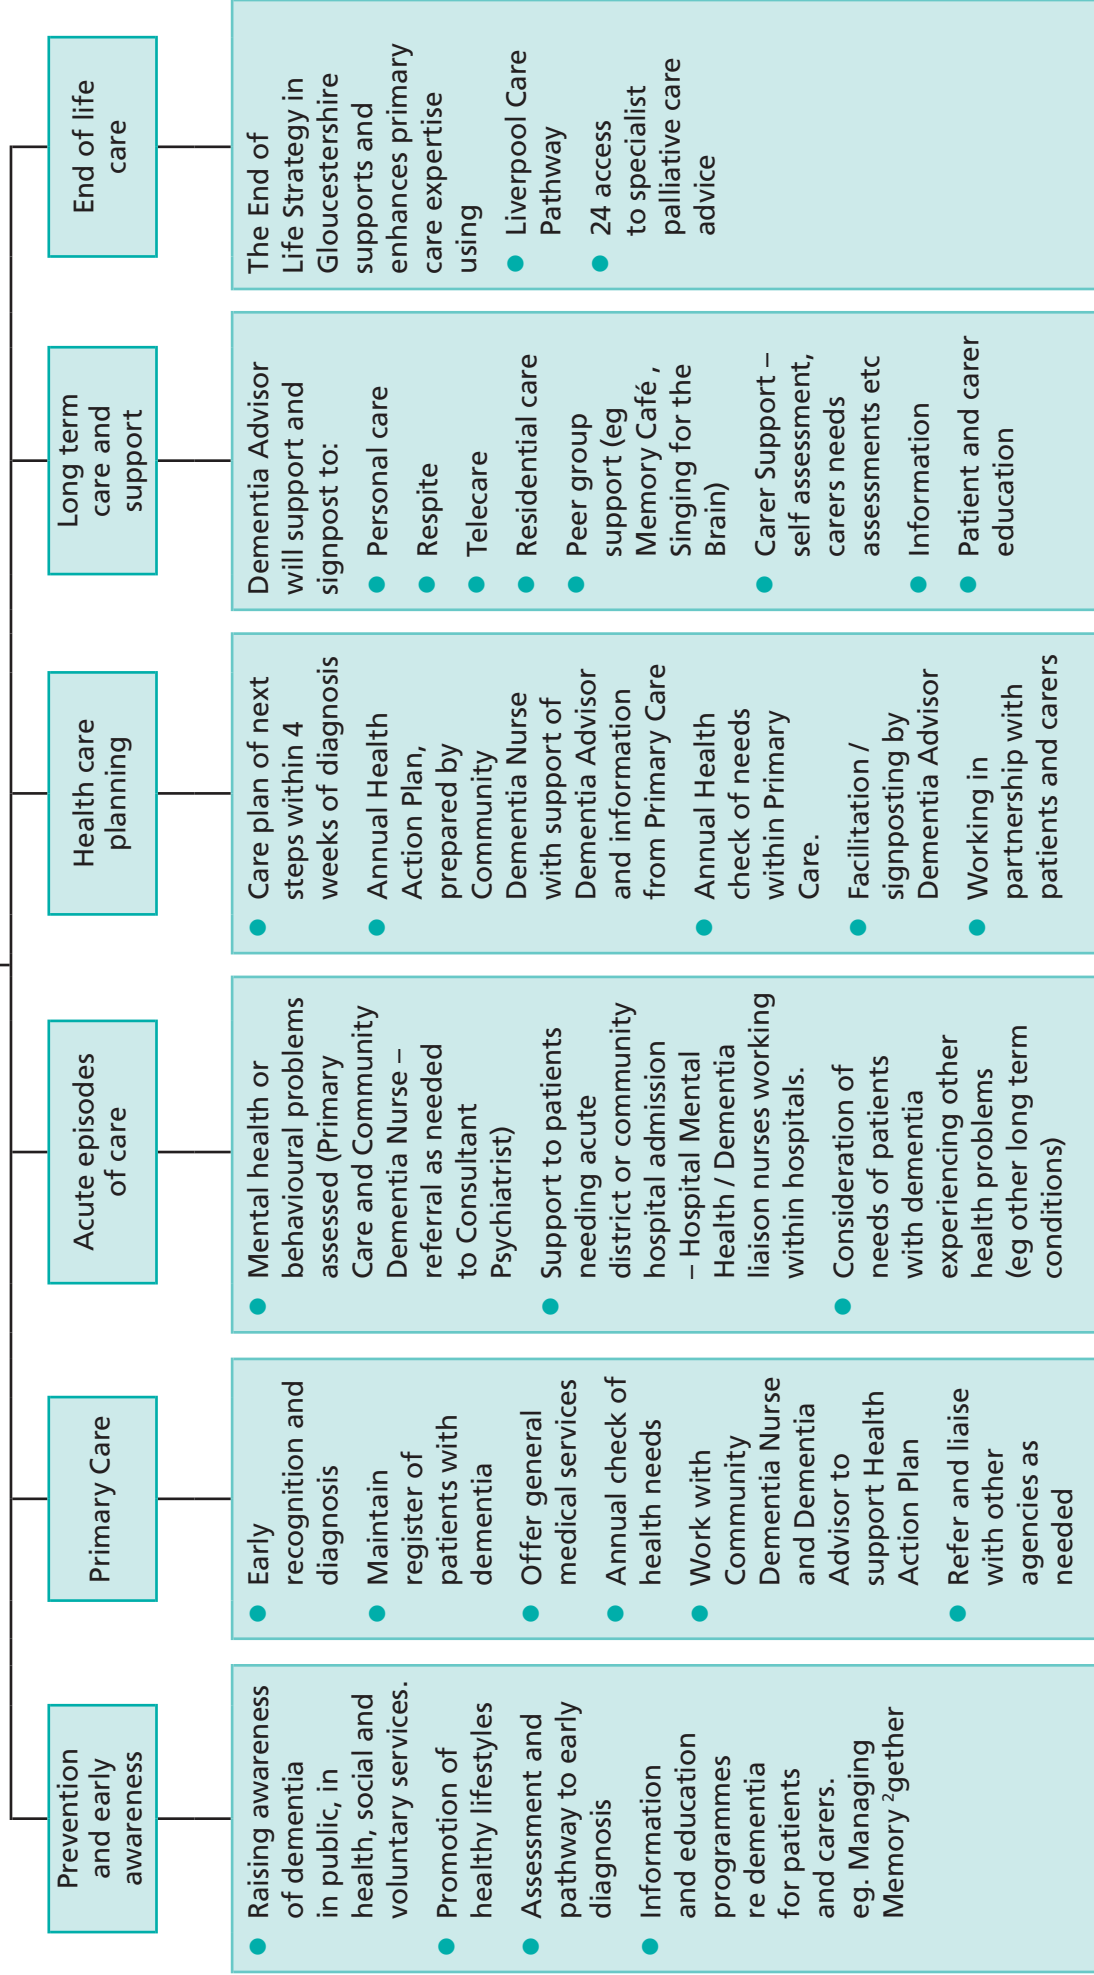 Prevention
and early
awareness
● Raising awareness
of dementia
in public, in
health, social and
voluntary services.
● Promotion of
healthy lifestyles
● Assessment and
pathway to early
diagnosis
● Information
and education
programmes
re dementia
for patients
and carers.
eg. Managing
Memory ²gether
Primary Care
● Early
recognition and
diagnosis
● Maintain
register of
patients with
dementia
● Offer general
medical services
● Annual check of
health needs
● Work with
Community
Dementia Nurse
and Dementia
Advisor to
support Health
Action Plan
● Refer and liaise
with other
agencies as
needed
Acute episodes
of care
● Mental health or
behavioural problems
assessed (Primary
Care and Community
Dementia Nurse –
referral as needed
to Consultant
Psychiatrist)
● Support to patients
needing acute
district or community
hospital admission
– Hospital Mental
Health / Dementia
liaison nurses working
within hospitals.
● Consideration of
needs of patients
with dementia
experiencing other
health problems
(eg other long term
conditions)
Health care
planning
● Care plan of next
steps within 4
weeks of diagnosis
● Annual Health
Action Plan,
prepared by
Community
Dementia Nurse
with support of
Dementia Advisor
and information
from Primary Care
● Annual Health
check of needs
within Primary
Care.
● Facilitation /
signposting by
Dementia Advisor
● Working in
partnership with
patients and carers
Long term
care and
support
Dementia Advisor
will support and
signpost to:
● Personal care
● Respite
● Telecare
● Residential care
● Peer group
support (eg
Memory Café ,
Singing for the
Brain)
● Carer Support –
self assessment,
carers needs
assessments etc
● Information
● Patient and carer
education
End of life
care
The End of
Life Strategy in
Gloucestershire
supports and
enhances primary
care expertise
using
● Liverpool Care
Pathway
● 24 access
to specialist
palliative care
advice